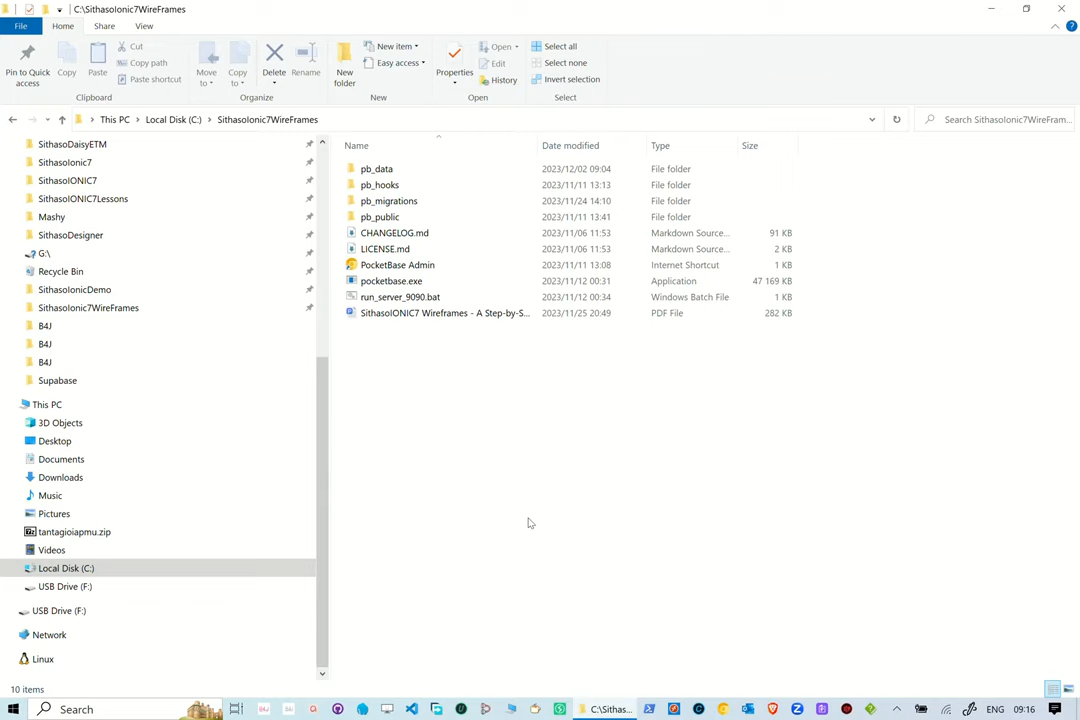 C:\SithasoIonic7WireFrames
File Home Share View
Pin to Quick access
Copy
Paste
Cut
Copy path
Paste shortcut
Clipboard
Move to
Copy to
Delete
Rename
Organize
New folder
New item
Easy access
New
Properties
Open
Edit
History
Open
Select all
Select none
Invert selection
Select
This PC > Local Disk (C:) > SithasoIonic7WireFrames
Search SithasoIonic7WireFram...
SithasoDaisyETM
SithasoIonic7
SithasoIONIC7
SithasoIONIC7Lessons
Mashy
SithasoDesigner
G:\
Recycle Bin
SithasoIonicDemo
SithasoIonic7WireFrames
B4J
B4J
B4J
Supabase
This PC
3D Objects
Desktop
Documents
Downloads
Music
Pictures
tantagioiapmu.zip
Videos
Local Disk (C:)
USB Drive (F:)
USB Drive (F:)
Network
Linux
Name Date modified Type Size
pb_data 2023/12/02 09:04 File folder
pb_hooks 2023/11/11 13:13 File folder
pb_migrations 2023/11/24 14:10 File folder
pb_public 2023/11/11 13:41 File folder
CHANGELOG.md 2023/11/06 11:53 Markdown Source... 91 KB
LICENSE.md 2023/11/06 11:53 Markdown Source... 2 KB
PocketBase Admin 2023/11/11 13:08 Internet Shortcut 1 KB
pocketbase.exe 2023/11/12 00:31 Application 47 169 KB
run_server_9090.bat 2023/11/12 00:34 Windows Batch File 1 KB
SithasoIONIC7 Wireframes - A Step-by-S... 2023/11/25 20:49 PDF File 282 KB
10 items
Search
C:\Sithas...
ENG 09:16